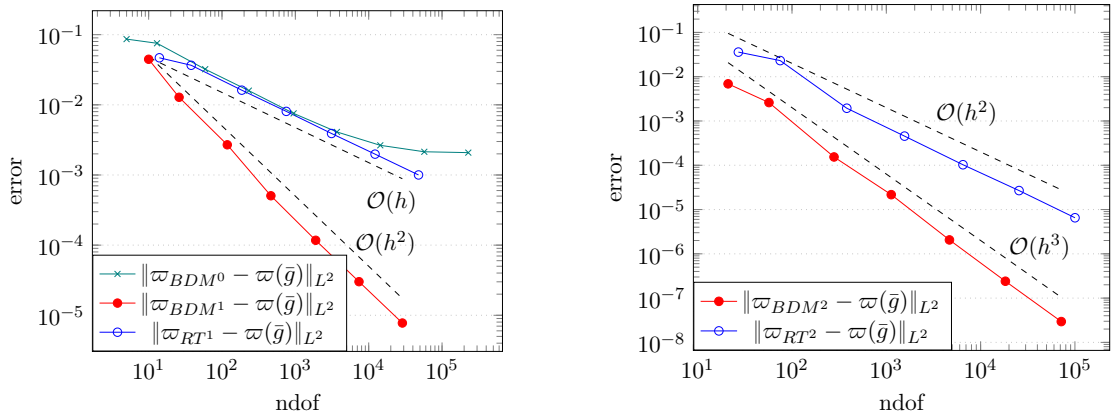 10^{-1}
10^{-2}
10^{-3}
10^{-4}
10^{-5}
error
10^{1}
10^{2}
10^{3}
10^{4}
10^{5}
ndof
O(h)
O(h^{2})
‖ϖ_{BDM^{0}} − ϖ(ḡ)‖_{L^{2}}
‖ϖ_{BDM^{1}} − ϖ(ḡ)‖_{L^{2}}
‖ϖ_{RT^{1}} − ϖ(ḡ)‖_{L^{2}}
10^{-1}
10^{-2}
10^{-3}
10^{-4}
10^{-5}
10^{-6}
10^{-7}
10^{-8}
error
10^{1}
10^{2}
10^{3}
10^{4}
10^{5}
ndof
O(h^{2})
O(h^{3})
‖ϖ_{BDM^{2}} − ϖ(ḡ)‖_{L^{2}}
‖ϖ_{RT^{2}} − ϖ(ḡ)‖_{L^{2}}